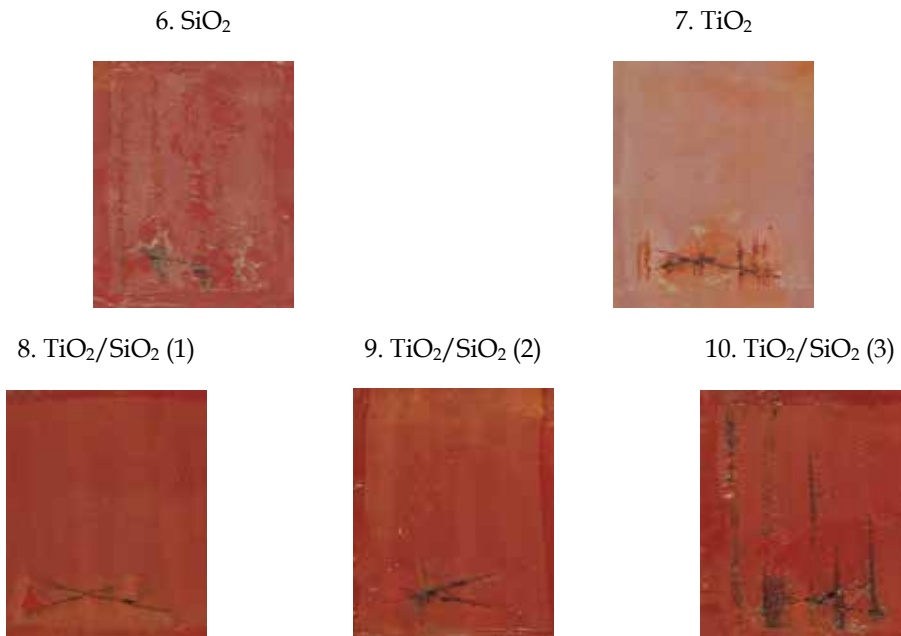 6. SiO₂
7. TiO₂
8. TiO₂/SiO₂ (1)
9. TiO₂/SiO₂ (2)
10. TiO₂/SiO₂ (3)